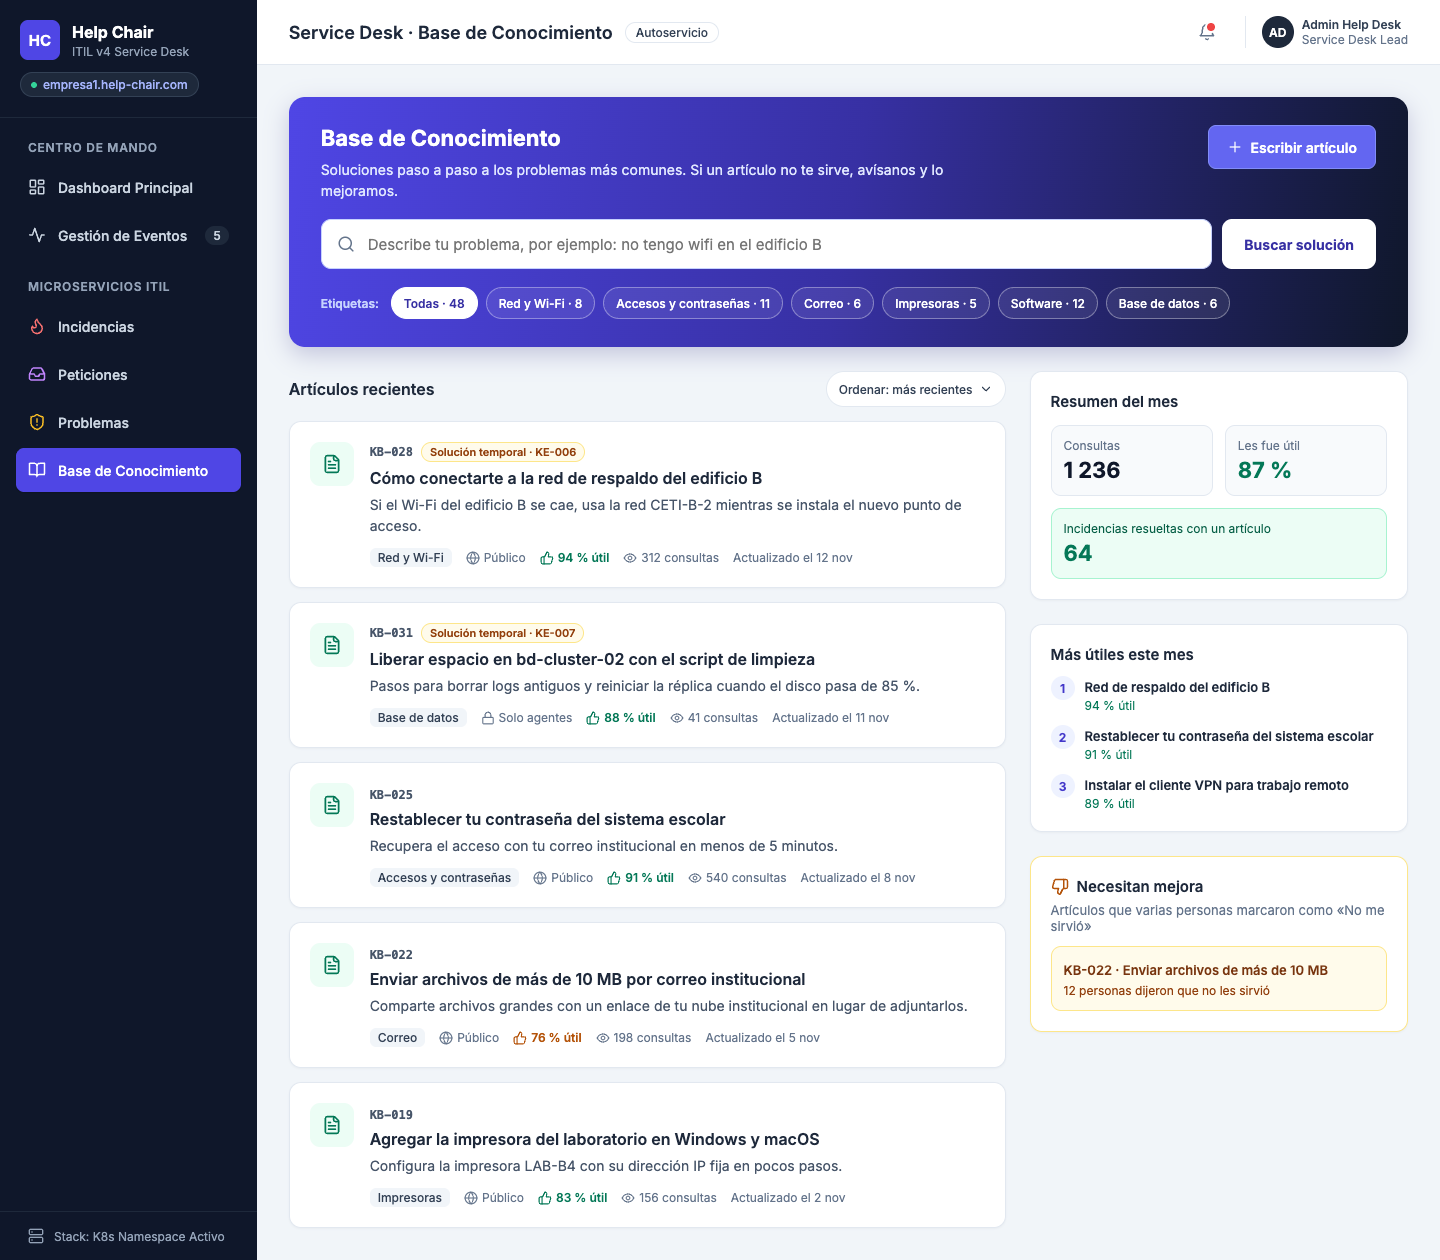 HC
Help Chair
ITIL v4 Service Desk
empresa1.help-chair.com
CENTRO DE MANDO
Dashboard Principal
Gestión de Eventos 5
MICROSERVICIOS ITIL
Incidencias
Peticiones
Problemas
Base de Conocimiento
Stack: K8s Namespace Activo
Service Desk · Base de Conocimiento Autoservicio
AD
Admin Help Desk
Service Desk Lead
Base de Conocimiento
Soluciones paso a paso a los problemas más comunes. Si un artículo no te sirve, avísanos y lo
mejoramos.
Escribir artículo
Describe tu problema, por ejemplo: no tengo wifi en el edificio B
Buscar solución
Etiquetas: Todas · 48 Red y Wi-Fi · 8 Accesos y contraseñas · 11 Correo · 6 Impresoras · 5 Software · 12 Base de datos · 6
Artículos recientes
Ordenar: más recientes
KB-028 Solución temporal · KE-006
Cómo conectarte a la red de respaldo del edificio B
Si el Wi-Fi del edificio B se cae, usa la red CETI-B-2 mientras se instala el nuevo punto de
acceso.
Red y Wi-Fi Público 94 % útil 312 consultas Actualizado el 12 nov
KB-031 Solución temporal · KE-007
Liberar espacio en bd-cluster-02 con el script de limpieza
Pasos para borrar logs antiguos y reiniciar la réplica cuando el disco pasa de 85 %.
Base de datos Solo agentes 88 % útil 41 consultas Actualizado el 11 nov
KB-025
Restablecer tu contraseña del sistema escolar
Recupera el acceso con tu correo institucional en menos de 5 minutos.
Accesos y contraseñas Público 91 % útil 540 consultas Actualizado el 8 nov
KB-022
Enviar archivos de más de 10 MB por correo institucional
Comparte archivos grandes con un enlace de tu nube institucional en lugar de adjuntarlos.
Correo Público 76 % útil 198 consultas Actualizado el 5 nov
KB-019
Agregar la impresora del laboratorio en Windows y macOS
Configura la impresora LAB-B4 con su dirección IP fija en pocos pasos.
Impresoras Público 83 % útil 156 consultas Actualizado el 2 nov
Resumen del mes
Consultas
1 236
Les fue útil
87 %
Incidencias resueltas con un artículo
64
Más útiles este mes
1 Red de respaldo del edificio B
94 % útil
2 Restablecer tu contraseña del sistema escolar
91 % útil
3 Instalar el cliente VPN para trabajo remoto
89 % útil
Necesitan mejora
Artículos que varias personas marcaron como «No me
sirvió»
KB-022 · Enviar archivos de más de 10 MB
12 personas dijeron que no les sirvió